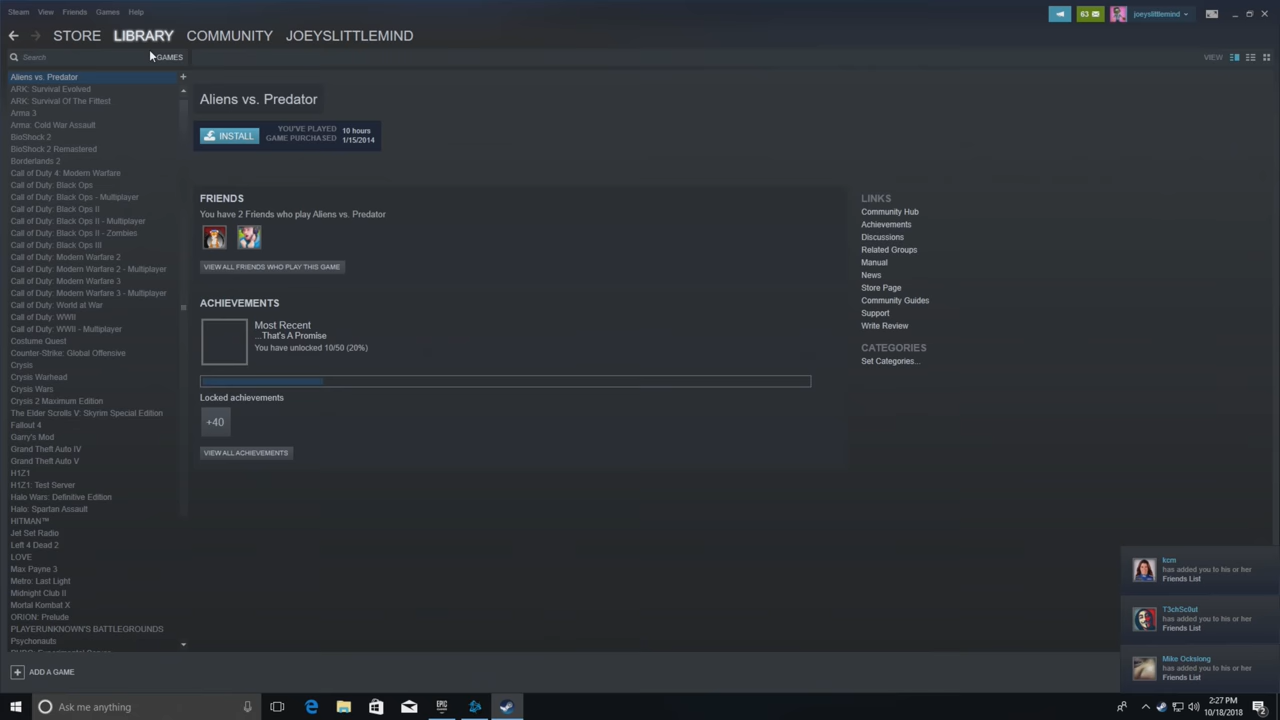 Steam View Friends Games Help
63 joeyslittlemind
STORE LIBRARY COMMUNITY JOEYSLITTLEMIND
Search GAMES VIEW
Aliens vs. Predator +
ARK: Survival Evolved
ARK: Survival Of The Fittest
Arma 3
Arma: Cold War Assault
BioShock 2
BioShock 2 Remastered
Borderlands 2
Call of Duty 4: Modern Warfare
Call of Duty: Black Ops
Call of Duty: Black Ops - Multiplayer
Call of Duty: Black Ops II
Call of Duty: Black Ops II - Multiplayer
Call of Duty: Black Ops II - Zombies
Call of Duty: Black Ops III
Call of Duty: Modern Warfare 2
Call of Duty: Modern Warfare 2 - Multiplayer
Call of Duty: Modern Warfare 3
Call of Duty: Modern Warfare 3 - Multiplayer
Call of Duty: World at War
Call of Duty: WWII
Call of Duty: WWII - Multiplayer
Costume Quest
Counter-Strike: Global Offensive
Crysis
Crysis Warhead
Crysis Wars
Crysis 2 Maximum Edition
The Elder Scrolls V: Skyrim Special Edition
Fallout 4
Garry's Mod
Grand Theft Auto IV
Grand Theft Auto V
H1Z1
H1Z1: Test Server
Halo Wars: Definitive Edition
Halo: Spartan Assault
HITMAN™
Jet Set Radio
Left 4 Dead 2
LOVE
Max Payne 3
Metro: Last Light
Midnight Club II
Mortal Kombat X
ORION: Prelude
PLAYERUNKNOWN'S BATTLEGROUNDS
Psychonauts
+ ADD A GAME
Aliens vs. Predator
INSTALL
YOU'VE PLAYED 10 hours
GAME PURCHASED 1/15/2014
FRIENDS
You have 2 Friends who play Aliens vs. Predator
VIEW ALL FRIENDS WHO PLAY THIS GAME
ACHIEVEMENTS
Most Recent
...That's A Promise
You have unlocked 10/50 (20%)
Locked achievements
+40
VIEW ALL ACHIEVEMENTS
LINKS
Community Hub
Achievements
Discussions
Related Groups
Manual
News
Store Page
Community Guides
Support
Write Review
CATEGORIES
Set Categories...
kcm
has added you to his or her
Friends List
T3chSc0ut
has added you to his or her
Friends List
Mike Ockslong
has added you to his or her
Friends List
Ask me anything
EPIC
2:27 PM
10/18/2018
2